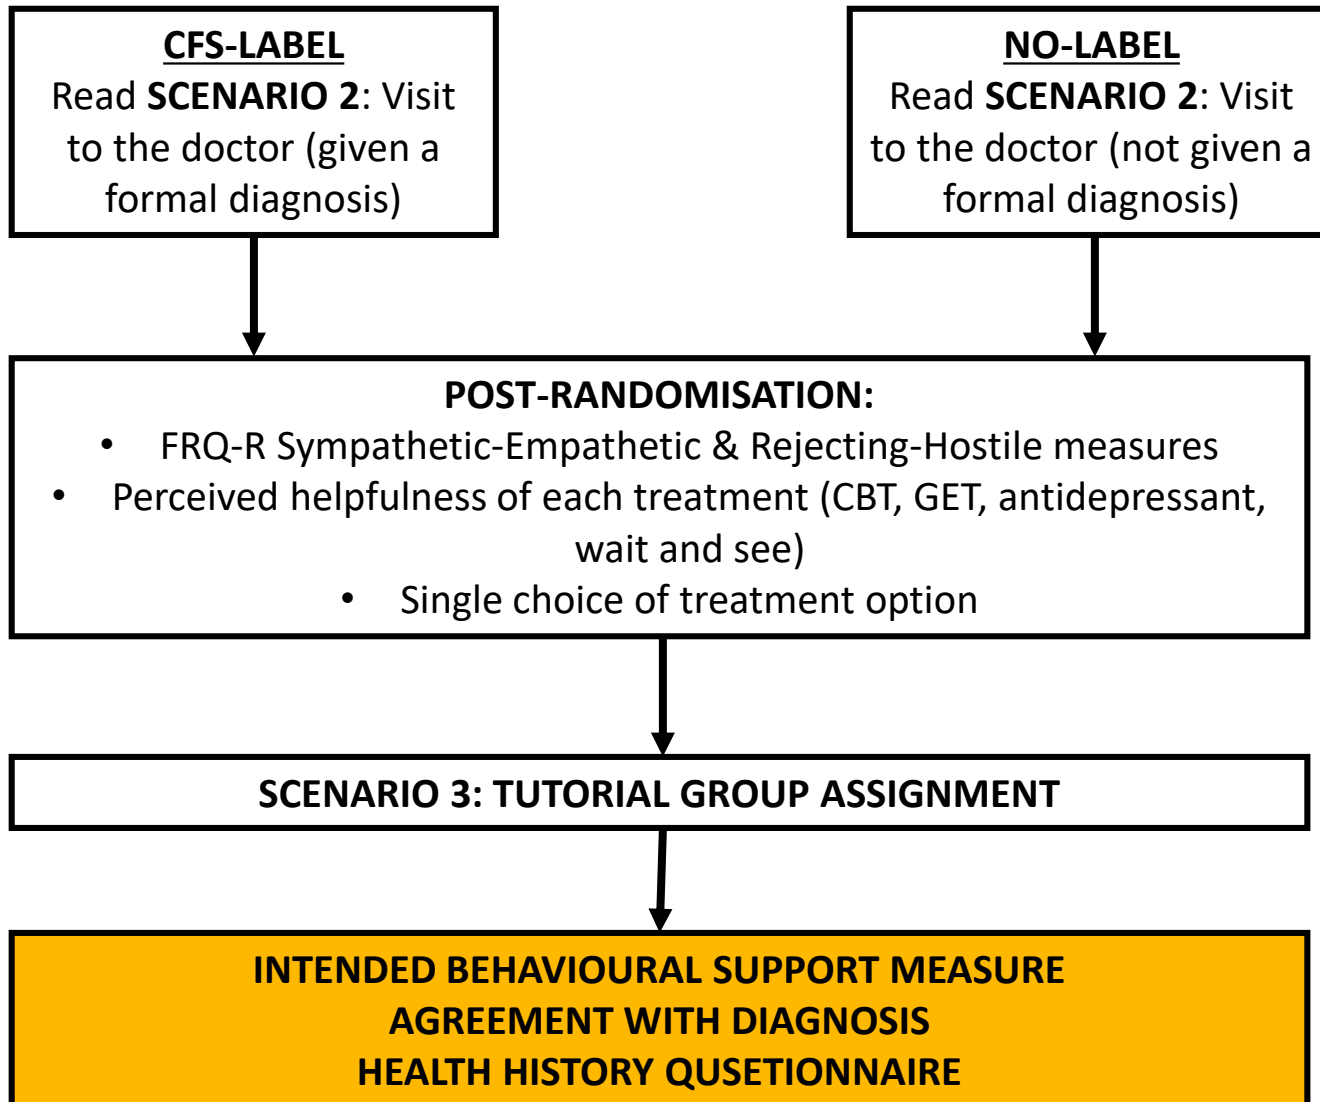 CFS-LABEL
Read SCENARIO 2: Visit
to the doctor (given a
formal diagnosis)
NO-LABEL
Read SCENARIO 2: Visit
to the doctor (not given a
formal diagnosis)
POST-RANDOMISATION:
• FRQ-R Sympathetic-Empathetic & Rejecting-Hostile measures
• Perceived helpfulness of each treatment (CBT, GET, antidepressant,
wait and see)
• Single choice of treatment option
SCENARIO 3: TUTORIAL GROUP ASSIGNMENT
INTENDED BEHAVIOURAL SUPPORT MEASURE
AGREEMENT WITH DIAGNOSIS
HEALTH HISTORY QUSETIONNAIRE